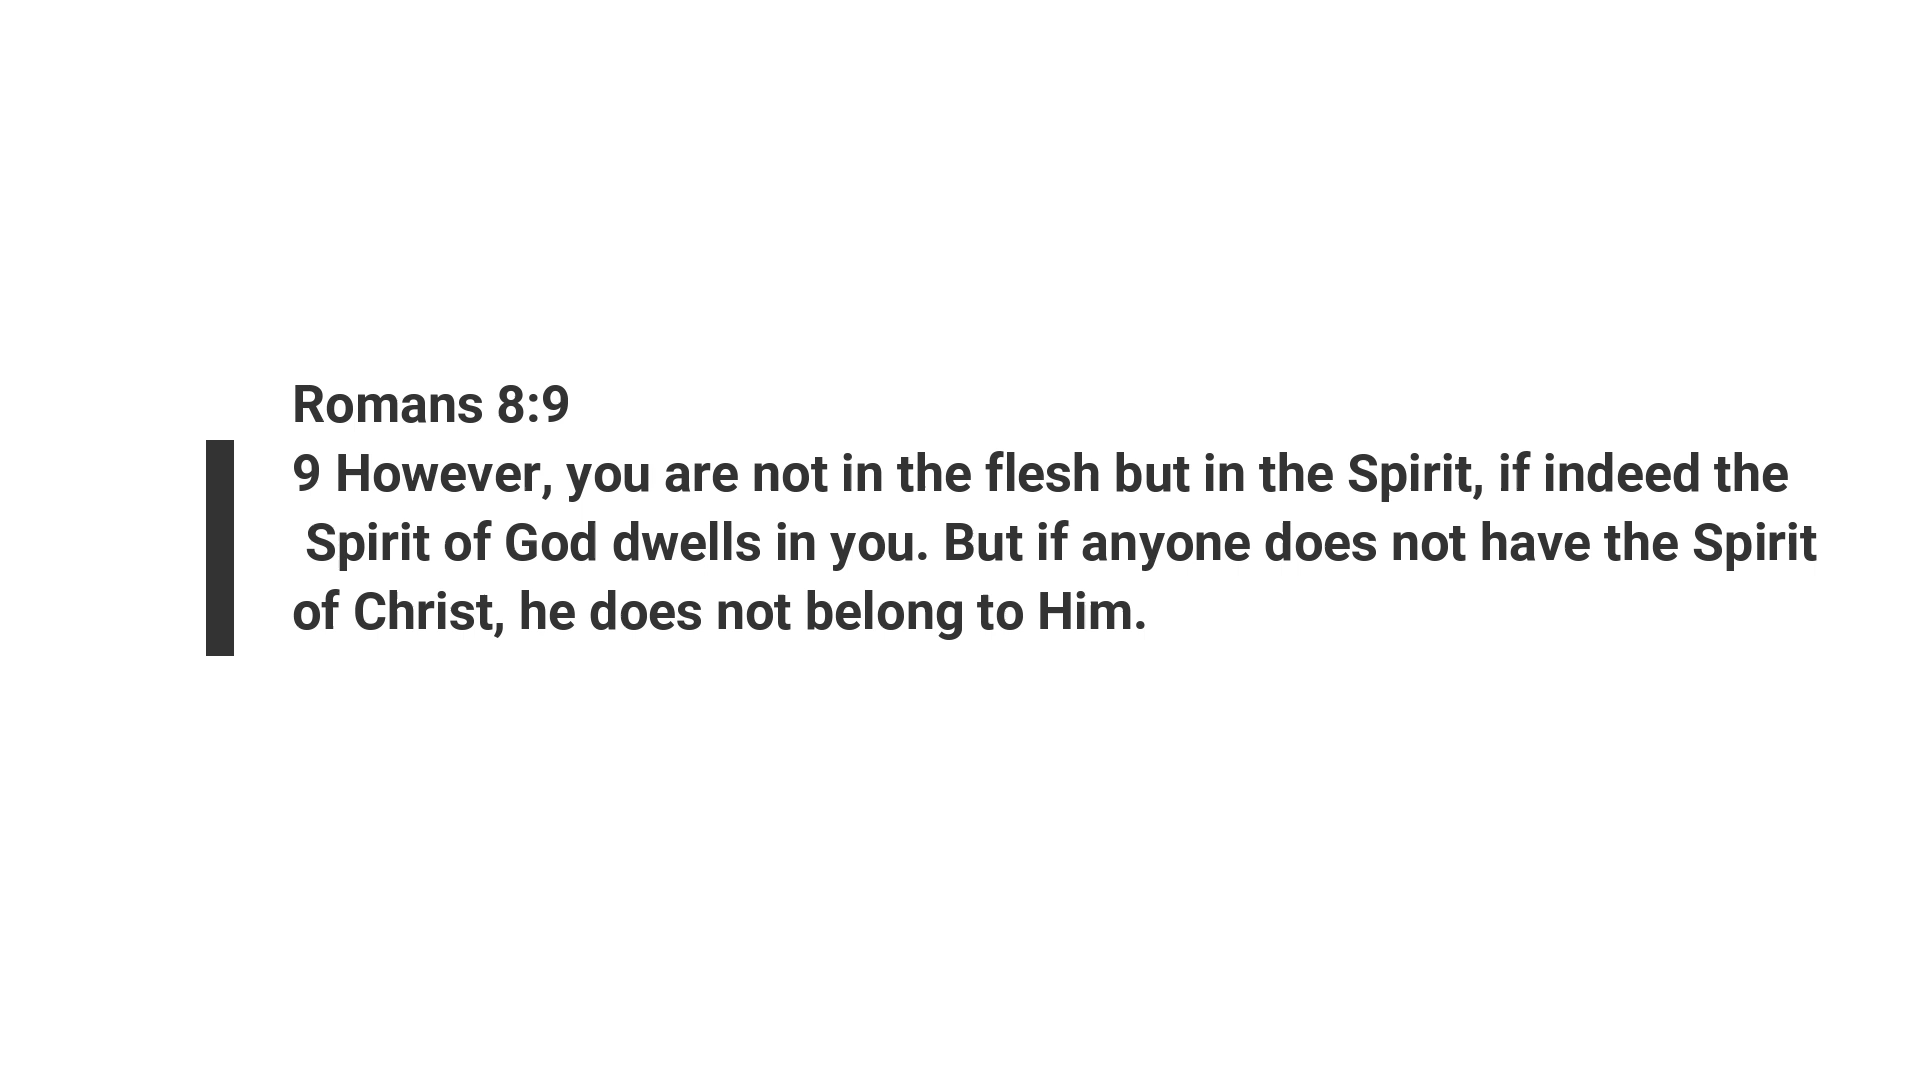 Romans 8:9
9 However, you are not in the flesh but in the Spirit, if indeed the
Spirit of God dwells in you. But if anyone does not have the Spirit
of Christ, he does not belong to Him.